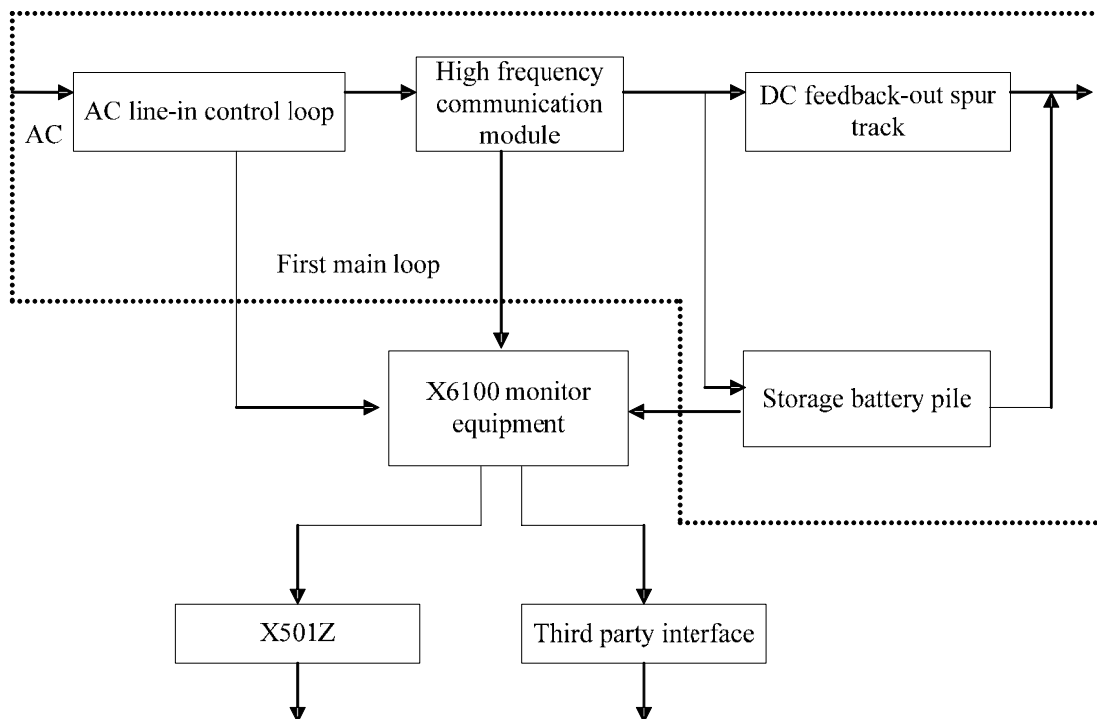 AC line-in control loop
High frequency
communication
module
DC feedback-out spur
track
AC
First main loop
X6100 monitor
equipment
Storage battery pile
X501Z
Third party interface